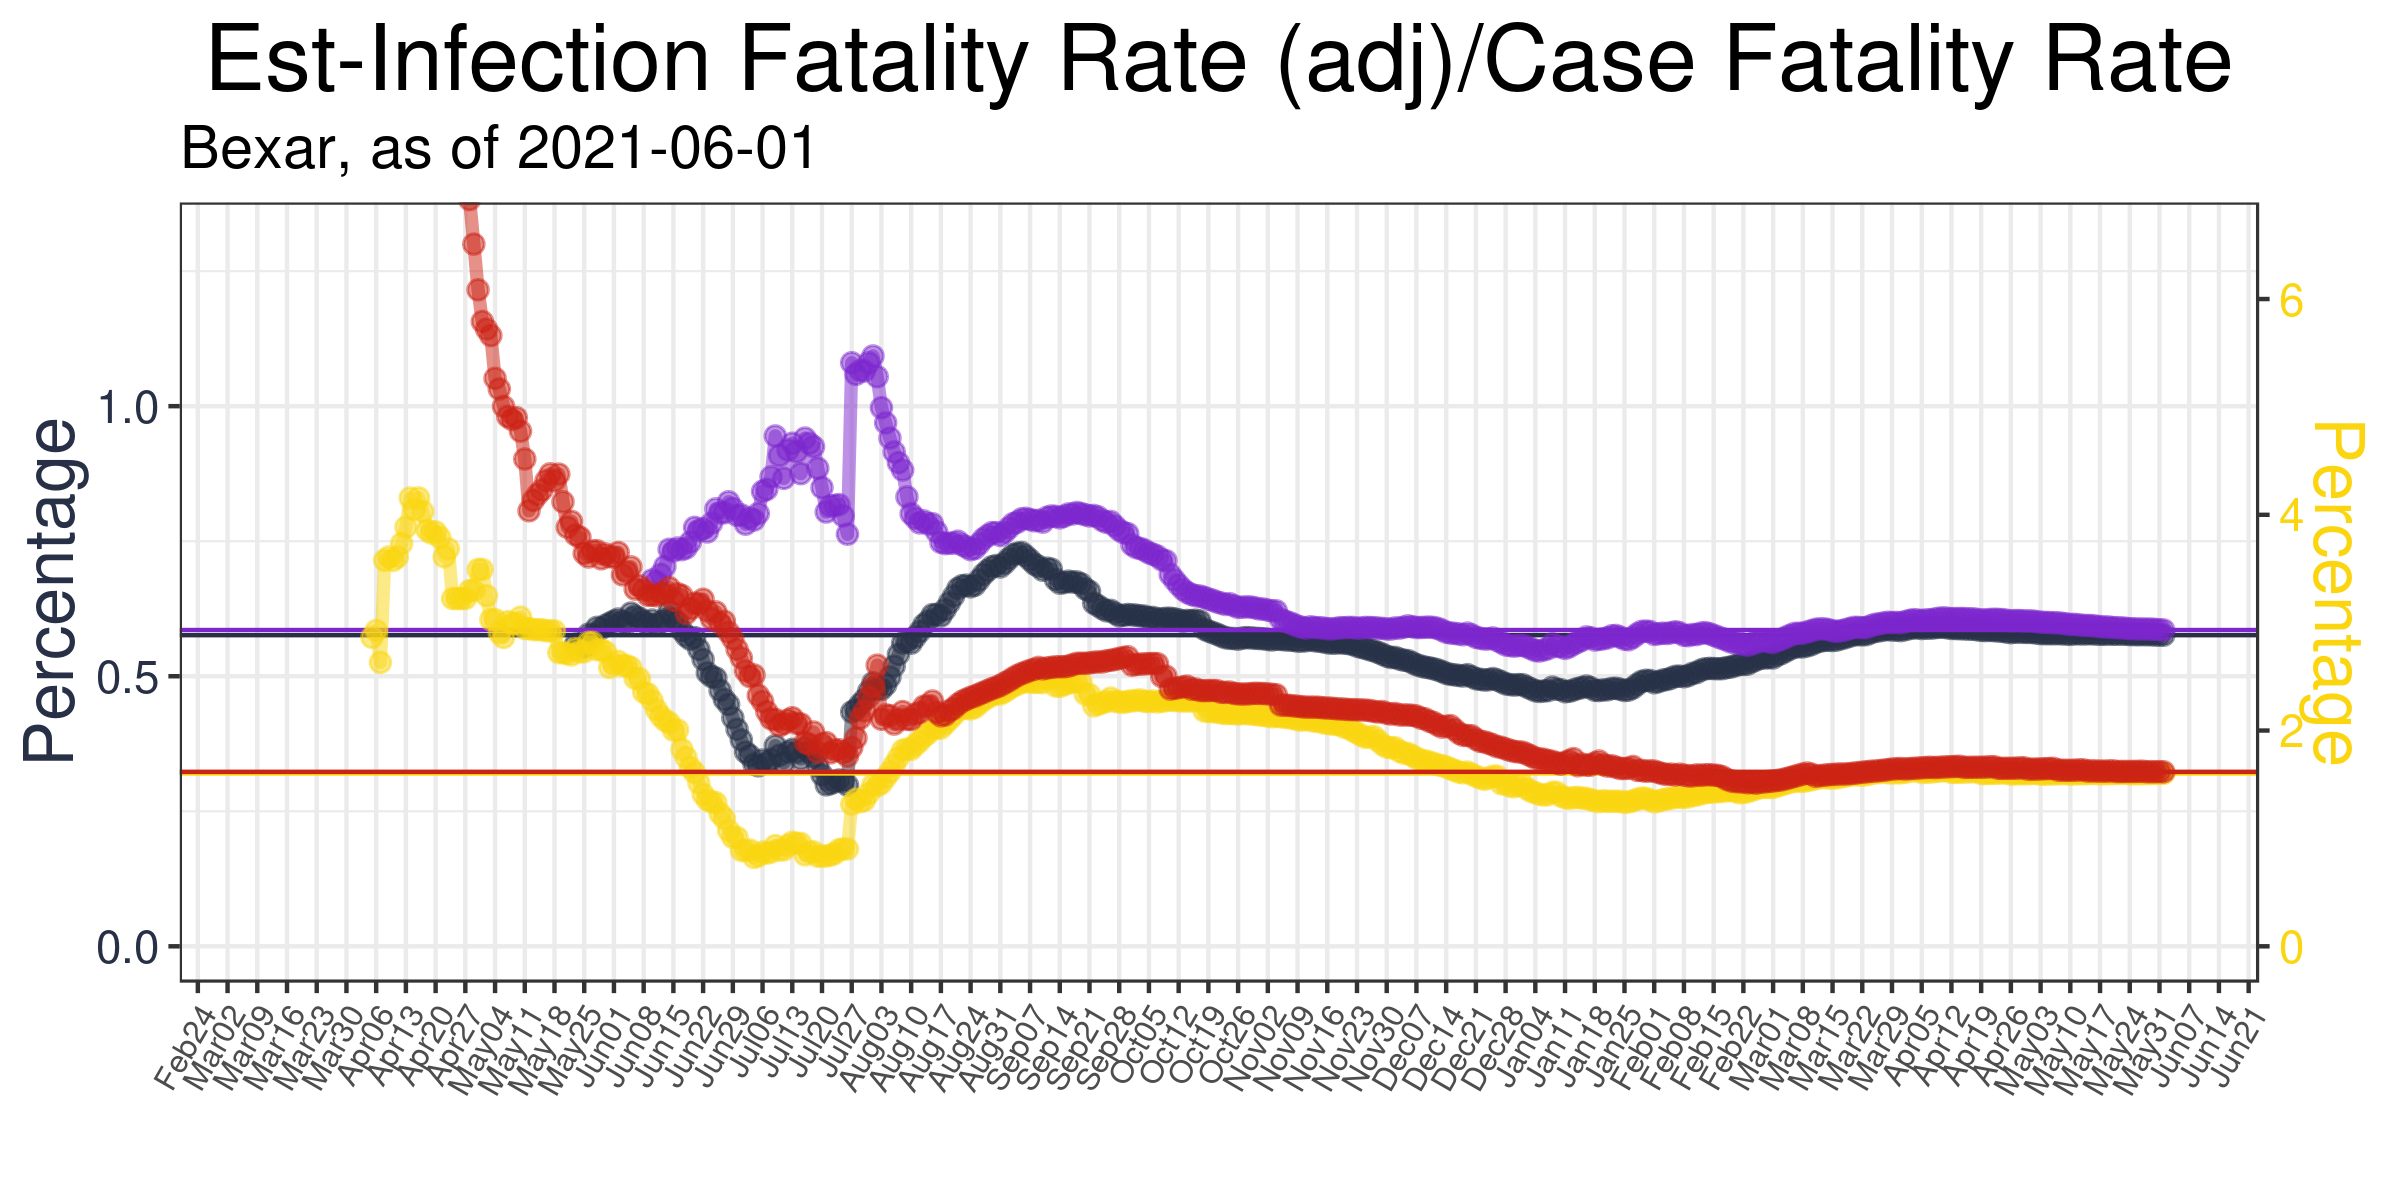 Est-Infection Fatality Rate (adj)/Case Fatality Rate
Bexar, as of 2021-06-01
Percentage
1.0
0.5
0.0
6
4
2
0
Percentage
Feb24
Mar02
Mar09
Mar16
Mar23
Mar30
Apr06
Apr13
Apr20
Apr27
May04
May11
May18
May25
Jun01
Jun08
Jun15
Jun22
Jun29
Jul06
Jul13
Jul20
Jul27
Aug03
Aug10
Aug17
Aug24
Aug31
Sep07
Sep14
Sep21
Sep28
Oct05
Oct12
Oct19
Oct26
Nov02
Nov09
Nov16
Nov23
Nov30
Dec07
Dec14
Dec21
Dec28
Jan04
Jan11
Jan18
Jan25
Feb01
Feb08
Feb15
Feb22
Mar01
Mar08
Mar15
Mar22
Mar29
Apr05
Apr12
Apr19
Apr26
May03
May10
May17
May24
May31
Jun07
Jun14
Jun21